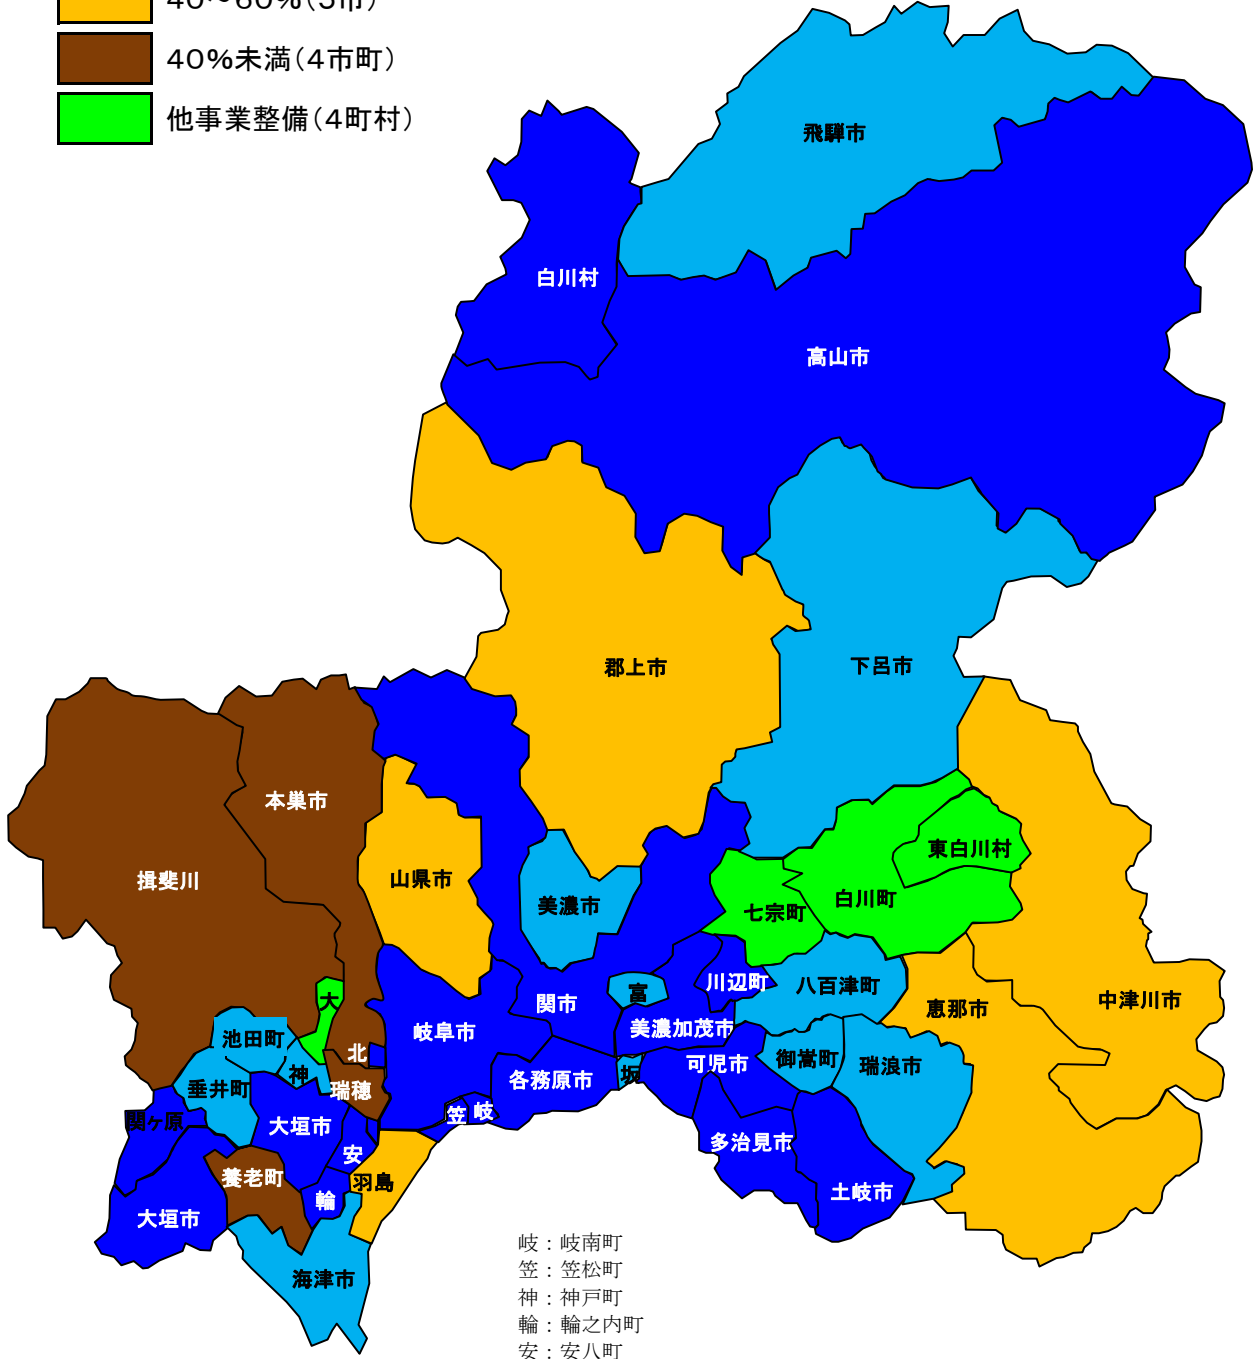 40～60%(5市)
40%未満(4市町)
他事業整備(4町村)
飛騨市
白川村
高山市
郡上市
下呂市
本巣市
揖斐川
山県市
美濃市
東白川村
白川町
七宗町
川辺町
八百津町
恵那市
中津川市
大
富
関市
美濃加茂市
岐阜市
池田町
北
神
坂
可児市
御嵩町
瑞浪市
各務原市
垂井町
瑞穂
笠
岐
関ヶ原
大垣市
安
多治見市
養老町
羽島
輪
土岐市
大垣市
海津市
岐：岐南町
笠：笠松町
神：神戸町
輪：輪之内町
安：安八町